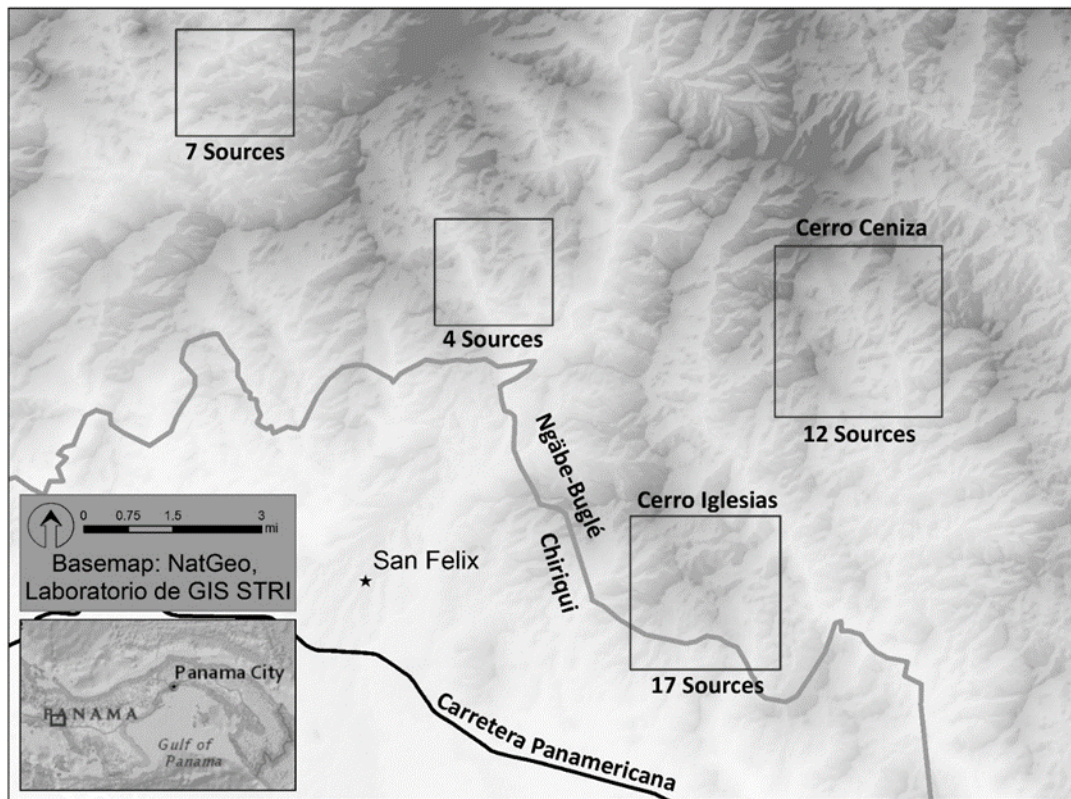 7 Sources
Cerro Ceniza
4 Sources
12 Sources
Ngäbe-Buglé
Chiriqui
Cerro Iglesias
0 0.75 1.5 3
mi
Basemap: NatGeo,
Laboratorio de GIS STRI
San Felix
17 Sources
Panama City
PANAMA
Gulf of
Panama
Carretera Panamericana